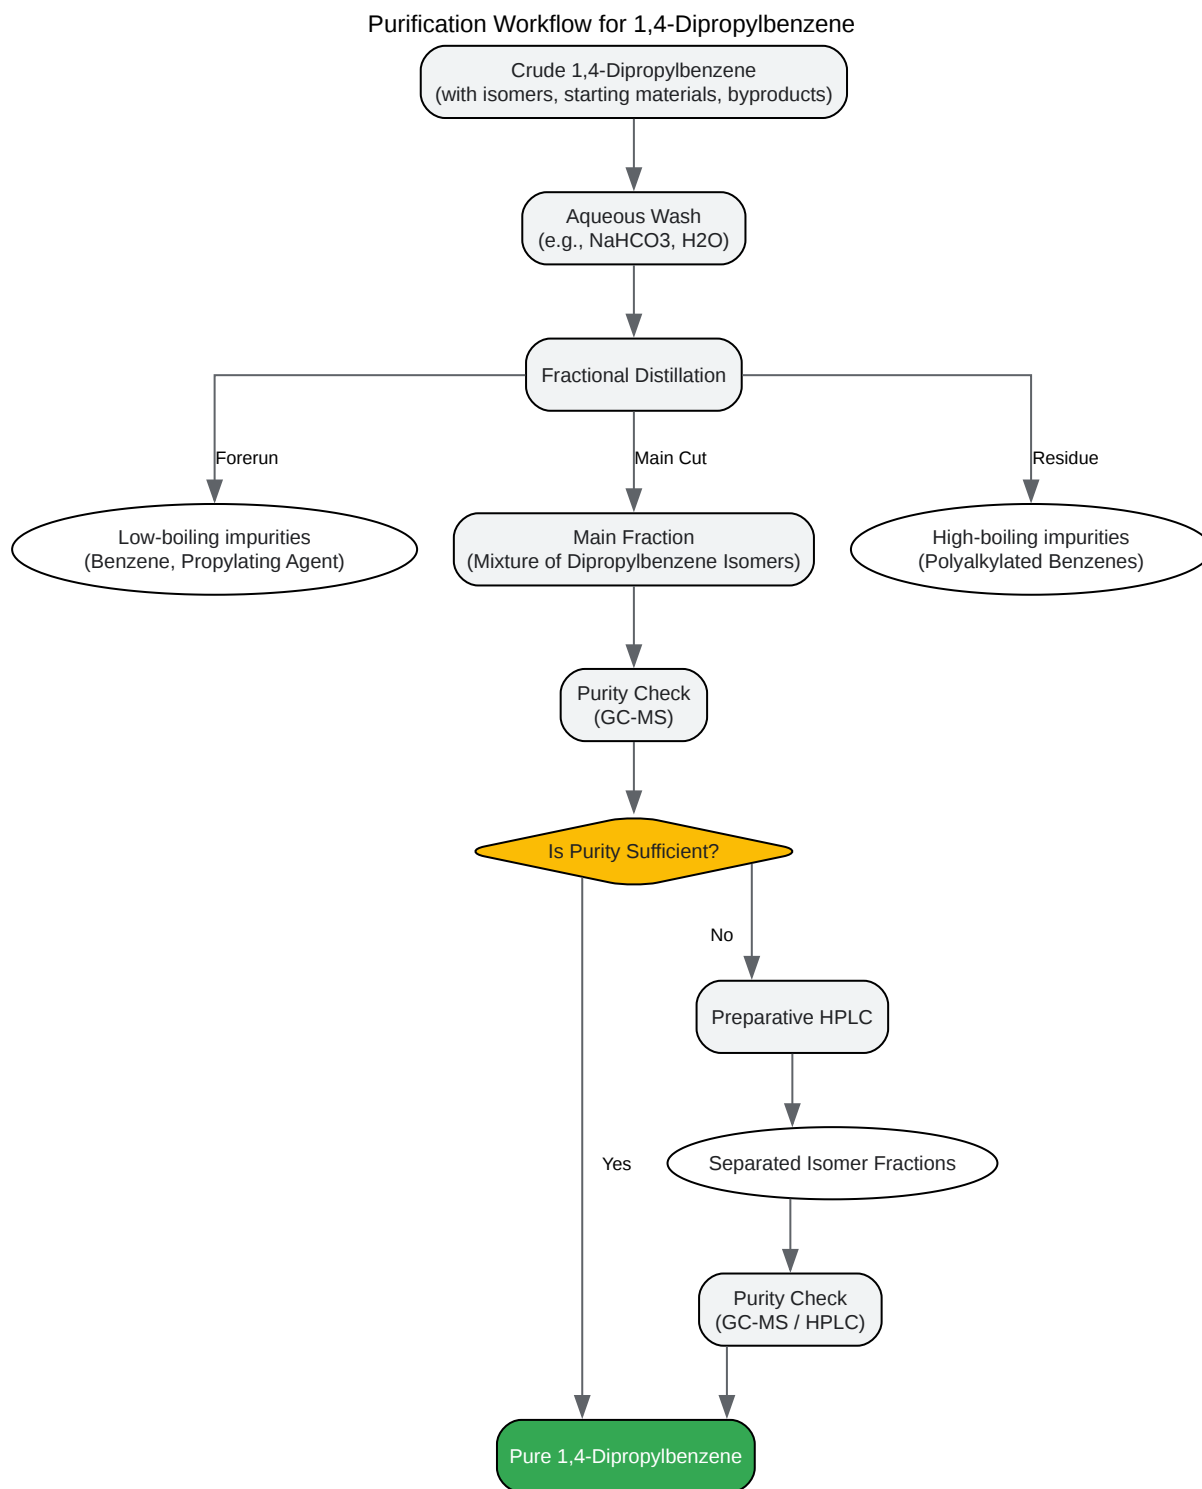 Purification Workflow for 1,4-Dipropylbenzene
Crude 1,4-Dipropylbenzene
(with isomers, starting materials, byproducts)
Aqueous Wash
(e.g., NaHCO3, H2O)
Fractional Distillation
Forerun
Main Cut
Residue
Low-boiling impurities
(Benzene, Propylating Agent)
Main Fraction
(Mixture of Dipropylbenzene Isomers)
High-boiling impurities
(Polyalkylated Benzenes)
Purity Check
(GC-MS)
Is Purity Sufficient?
No
Preparative HPLC
Yes
Separated Isomer Fractions
Purity Check
(GC-MS / HPLC)
Pure 1,4-Dipropylbenzene